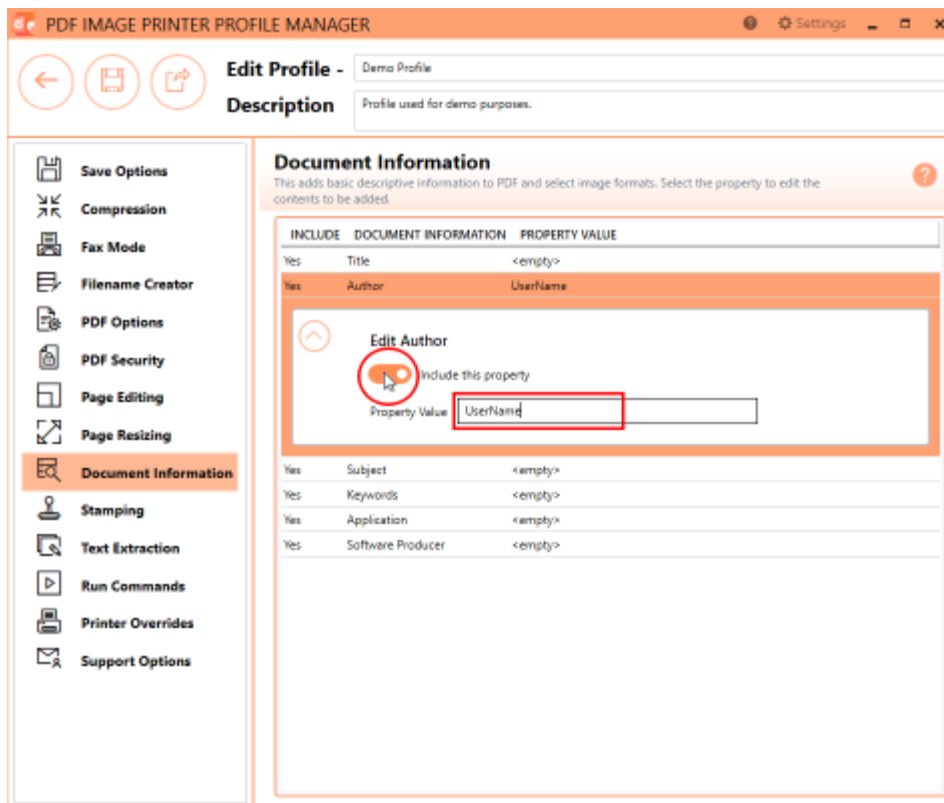 PDF IMAGE PRINTER PROFILE MANAGER
Settings
Edit Profile - Demo Profile
Description Profile used for demo purposes.
Save Options
Compression
Fax Mode
Filename Creator
PDF Options
PDF Security
Page Editing
Page Resizing
Document Information
Stamping
Text Extraction
Run Commands
Printer Overrides
Support Options
Document Information
This adds basic descriptive information to PDF and select image formats. Select the property to edit the
contents to be added.
INCLUDE DOCUMENT INFORMATION PROPERTY VALUE
Yes Title <empty>
Yes Author UserName
Edit Author
Include this property
Property Value UserName
Yes Subject <empty>
Yes Keywords <empty>
Yes Application <empty>
Yes Software Producer <empty>